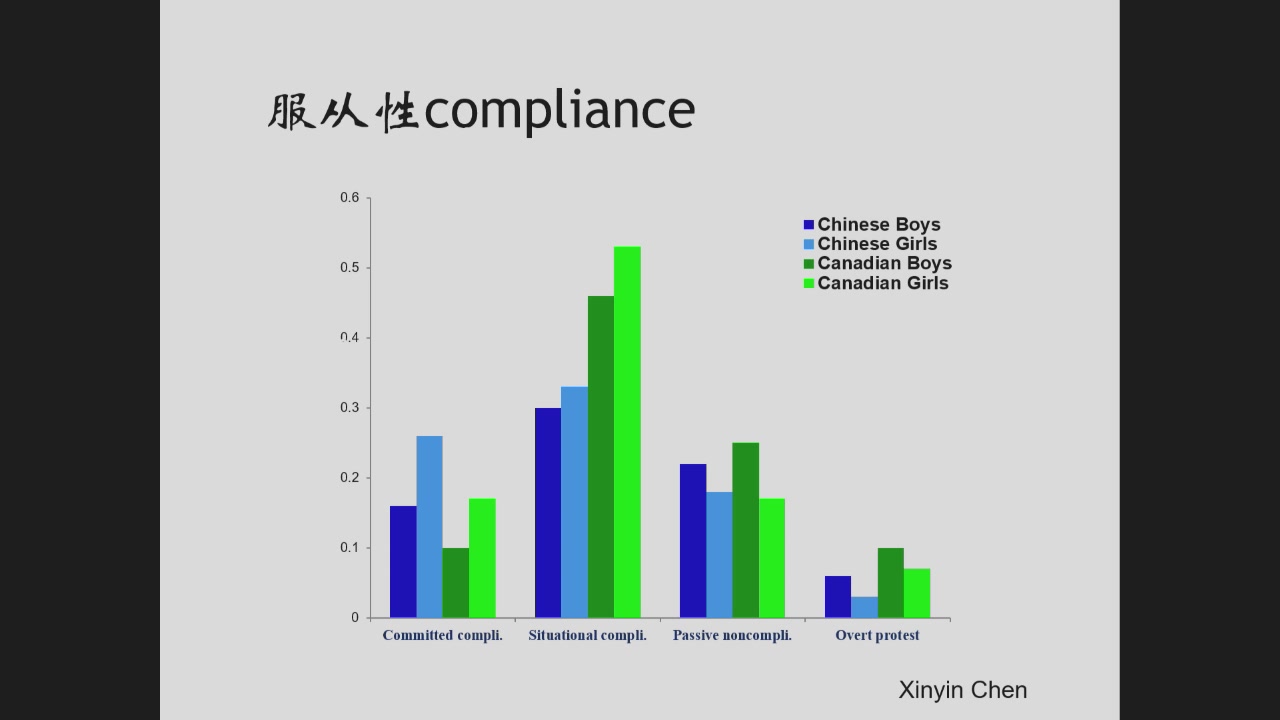 服从性compliance
0.6
0.5
0.4
0.3
0.2
0.1
0
Chinese Boys
Chinese Girls
Canadian Boys
Canadian Girls
Committed compli.
Situational compli.
Passive noncompli.
Overt protest
Xinyin Chen